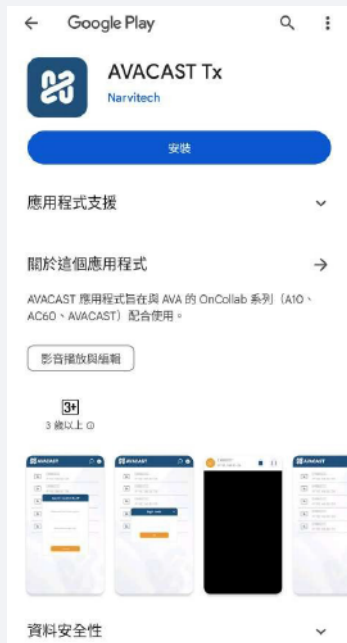 Google Play
AVACAST Tx
Narvitech
安裝
應用程式支援
關於這個應用程式
AVACAST 應用程式旨在與 AVA 的 OnCollab 系列（A10、
AC60、AVACAST）配合使用。
影音播放與編輯
3+
3 歲以上
AVACAST
AVACAST
AVACAST
資料安全性